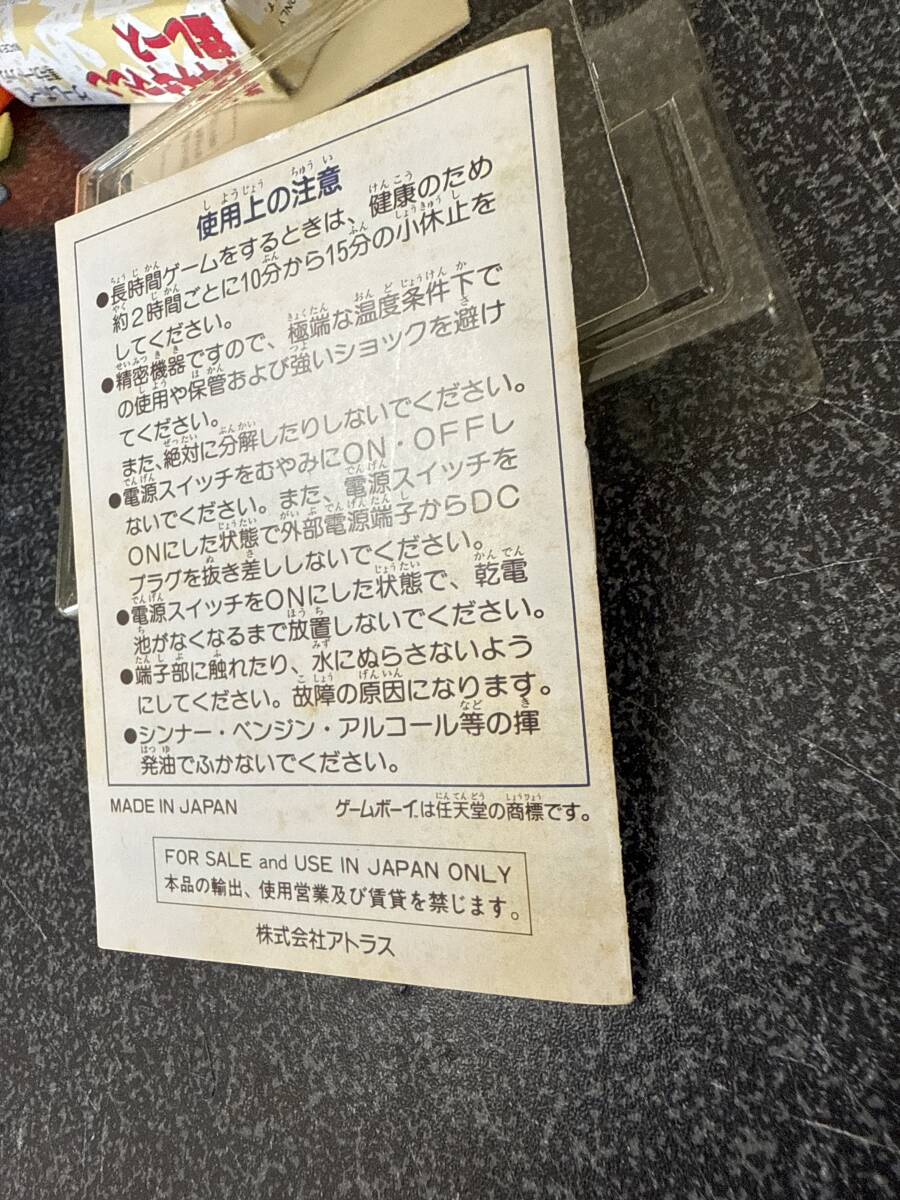 使用上の注意
●長時間ゲームをするときは、健康のため
約2時間ごとに10分から15分の小休止を
してください。
●精密機器ですので、極端な温度条件下で
の使用や保管および強いショックを避け
てください。
また、絶対に分解したりしないでください。
●電源スイッチをむやみにON・OFFし
ないでください。また、電源スイッチを
ONにした状態で外部電源端子からDC
プラグを抜き差ししないでください。
●電源スイッチをONにした状態で、乾電
池がなくなるまで放置しないでください。
●端子部に触れたり、水にぬらさないよう
にしてください。故障の原因になります。
●シンナー・ベンジン・アルコール等の揮
発油でふかないでください。
MADE IN JAPAN
ゲームボーイ™は任天堂の商標です。
FOR SALE and USE IN JAPAN ONLY
本品の輸出、使用営業及び賃貸を禁じます。
株式会社アトラス